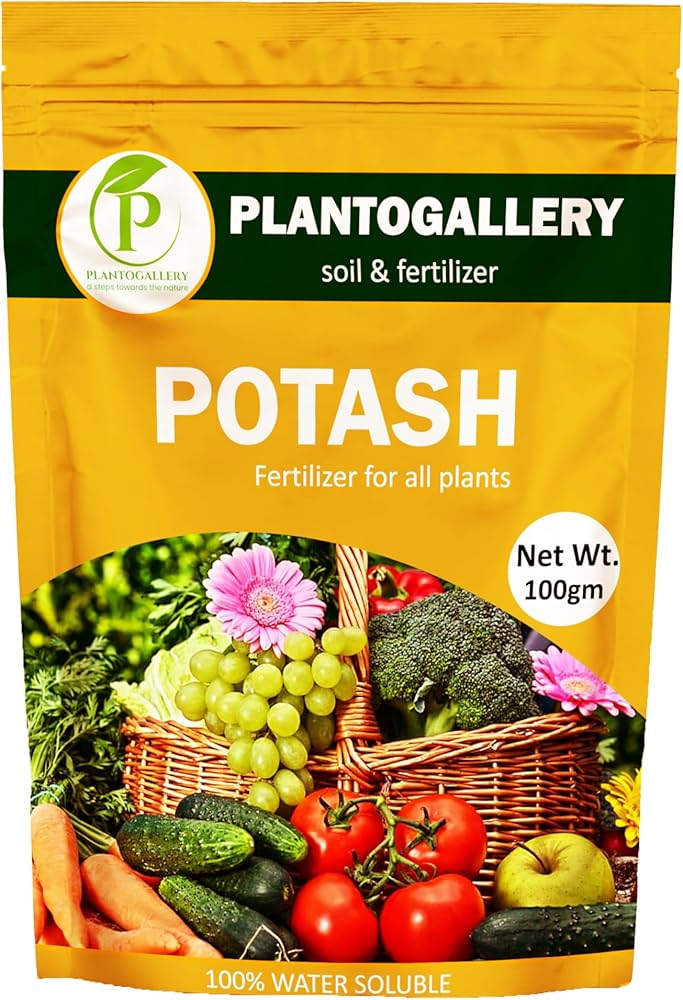 P
PLANTOGALLERY
a steps towards the nature
PLANTOGALLERY
soil & fertilizer
POTASH
Fertilizer for all plants
Net Wt.
100gm
100% WATER SOLUBLE